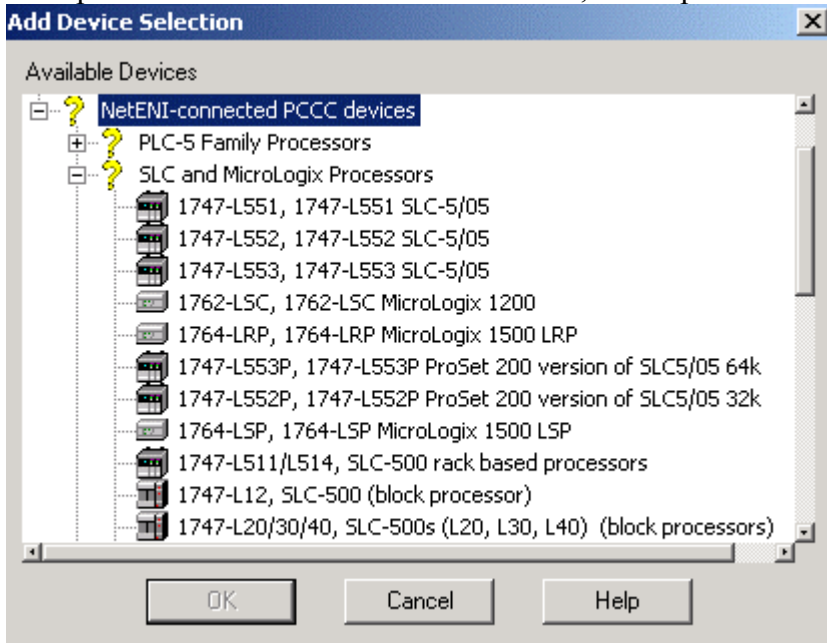 Add Device Selection
Available Devices
NetENI-connected PCCC devices
PLC-5 Family Processors
SLC and MicroLogix Processors
1747-L551, 1747-L551 SLC-5/05
1747-L552, 1747-L552 SLC-5/05
1747-L553, 1747-L553 SLC-5/05
1762-LSC, 1762-LSC MicroLogix 1200
1764-LRP, 1764-LRP MicroLogix 1500 LRP
1747-L553P, 1747-L553P ProSet 200 version of SLC5/05 64k
1747-L552P, 1747-L552P ProSet 200 version of SLC5/05 32k
1764-LSP, 1764-LSP MicroLogix 1500 LSP
1747-L511/L514, SLC-500 rack based processors
1747-L12, SLC-500 (block processor)
1747-L20/30/40, SLC-500s (L20, L30, L40) (block processors)
OK Cancel Help